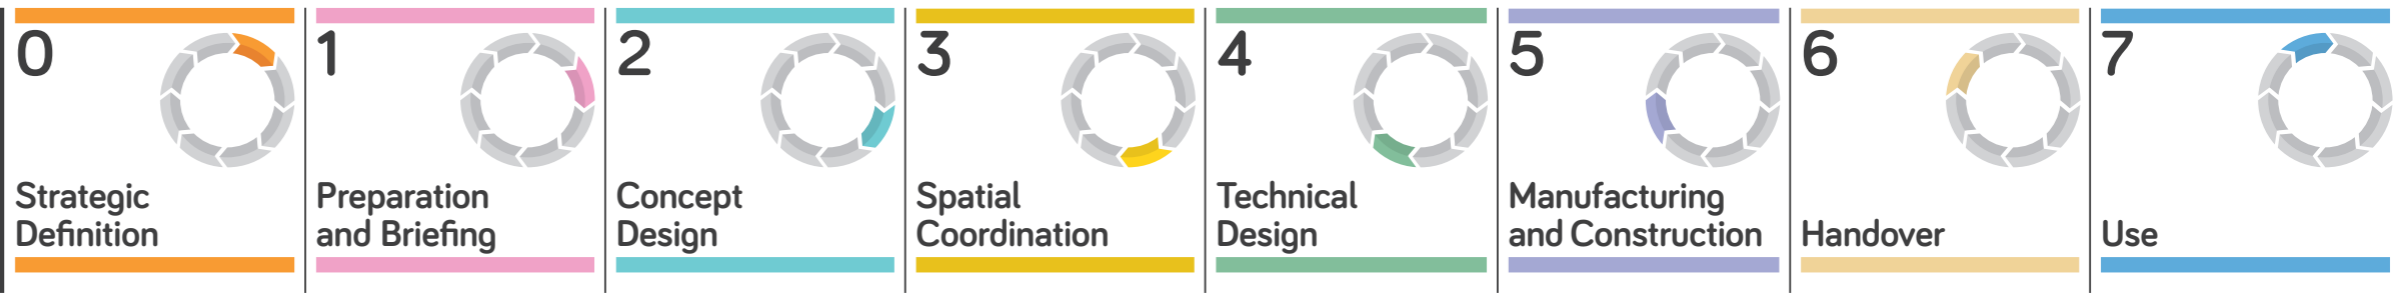 0
Strategic
Definition
1
Preparation
and Briefing
2
Concept
Design
3
Spatial
Coordination
4
Technical
Design
5
Manufacturing
and Construction
6
Handover
7
Use